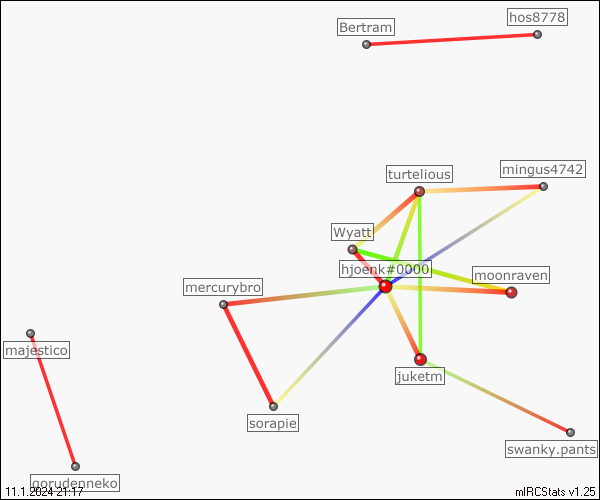 hos8778
Bertram
mingus4742
turtelious
Wyatt
hjoenk#0000
moonraven
mercurybro
majestico
juketm
sorapie
swanky.pants
oorudenneko
11.1.2024 21:17
mIRCStats v1.25